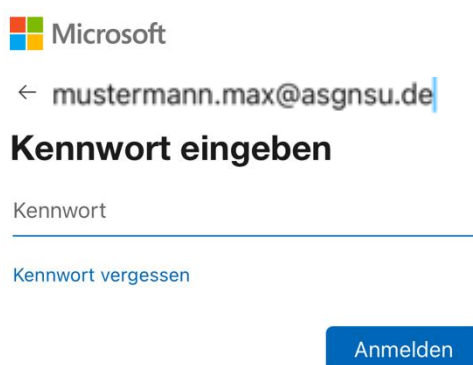 Microsoft
← mustermann.max@asgnsu.de
Kennwort eingeben
Kennwort
Kennwort vergessen
Anmelden